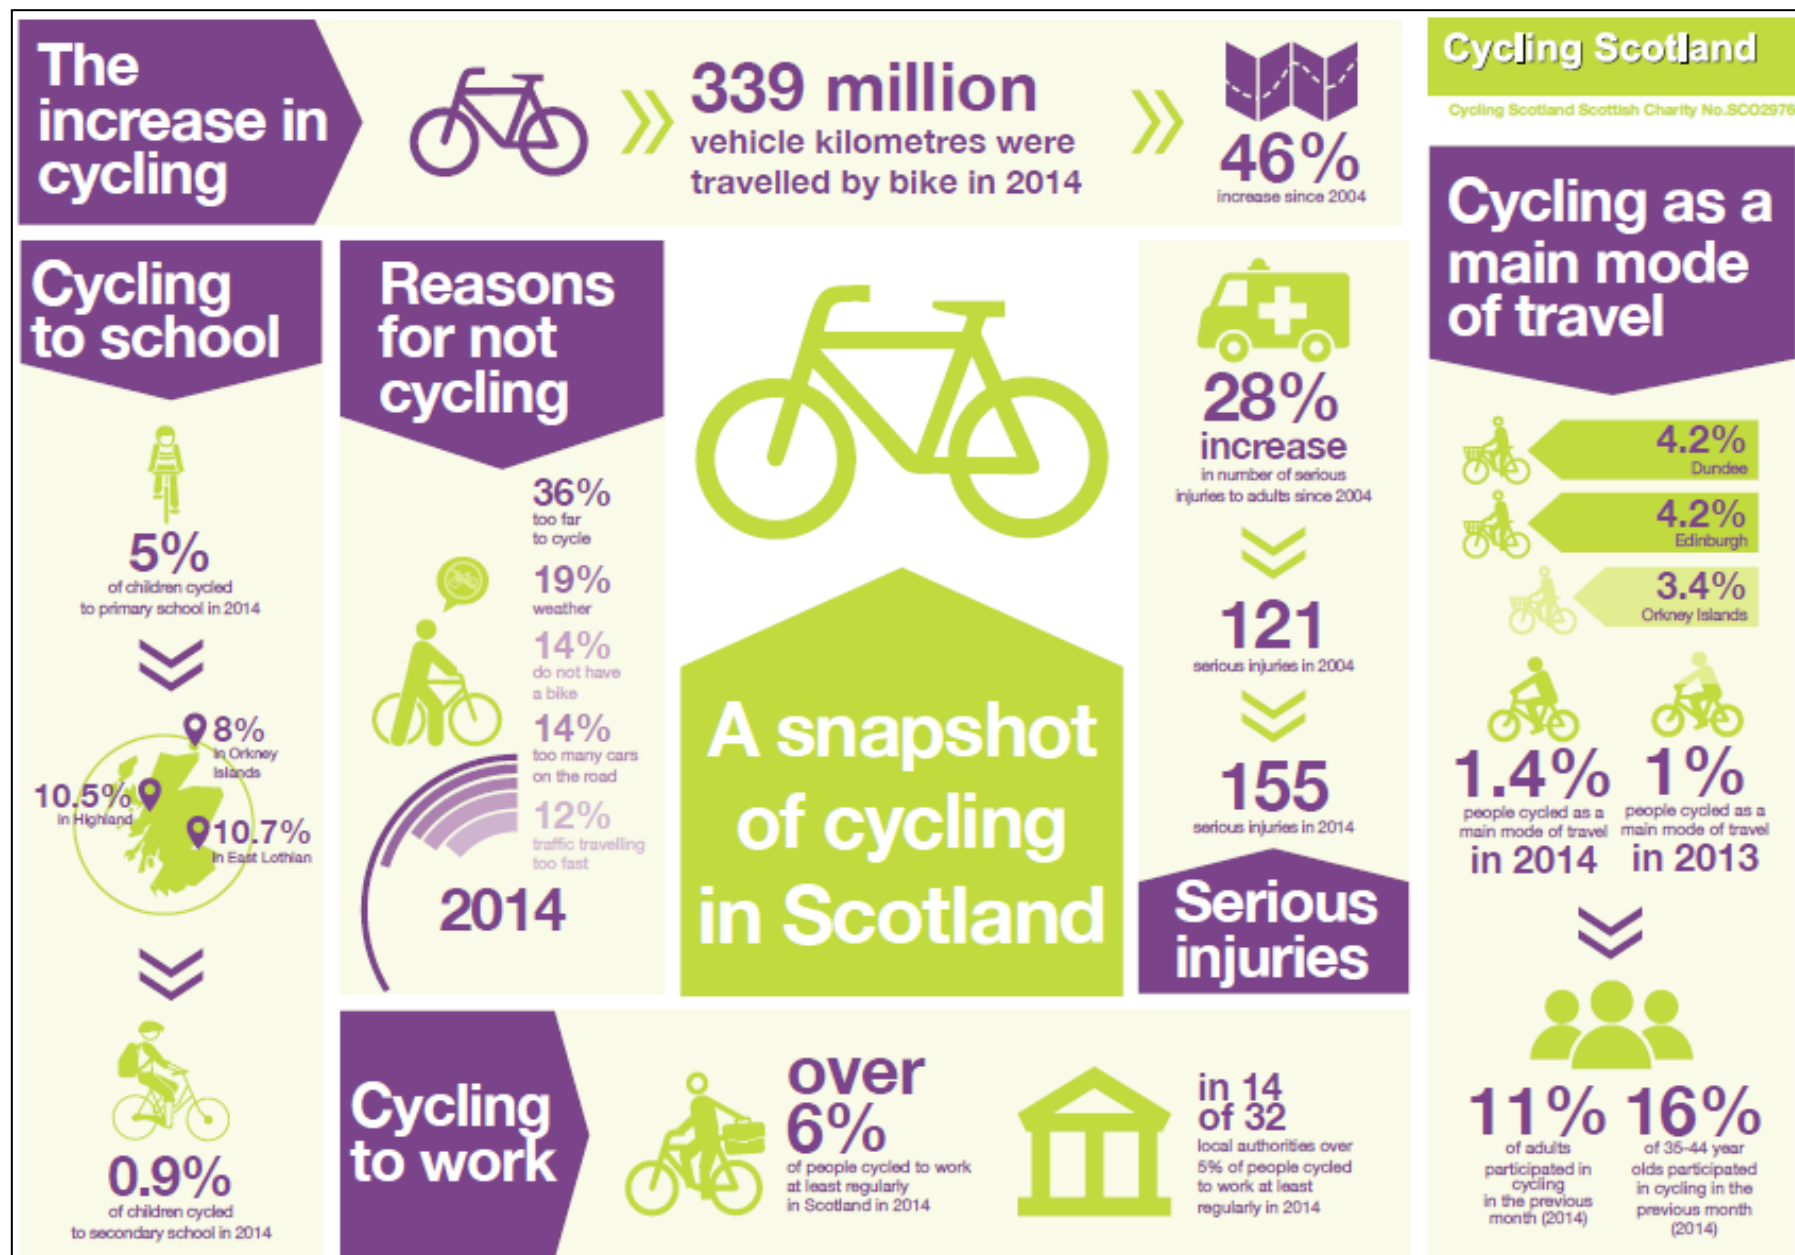 The
increase in
cycling
339 million
vehicle kilometres were
travelled by bike in 2014
46%
increase since 2004
Cycling Scotland
Cycling Scotland Scottish Charity No.SCO2976
Cycling
to school
5%
of children cycled
to primary school in 2014
8%
in Orkney
Islands
10.5%
in Highland
10.7%
in East Lothian
0.9%
of children cycled
to secondary school in 2014
Reasons
for not
cycling
36%
too far
to cycle
19%
weather
14%
do not have
a bike
14%
too many cars
on the road
12%
traffic travelling
too fast
2014
A snapshot
of cycling
in Scotland
28%
increase
in number of serious
injuries to adults since 2004
121
serious injuries in 2004
155
serious injuries in 2014
Serious
injuries
Cycling as a
main mode
of travel
4.2%
Dundee
4.2%
Edinburgh
3.4%
Orkney Islands
1.4%
people cycled as a
main mode of travel
in 2014
1%
people cycled as a
main mode of travel
in 2013
11%
of adults
participated in
cycling
in the previous
month (2014)
16%
of 35-44 year
olds participated
in cycling in the
previous month
(2014)
Cycling
to work
over
6%
of people cycled to work
at least regularly
in Scotland in 2014
in 14
of 32
local authorities over
5% of people cycled
to work at least
regularly in 2014